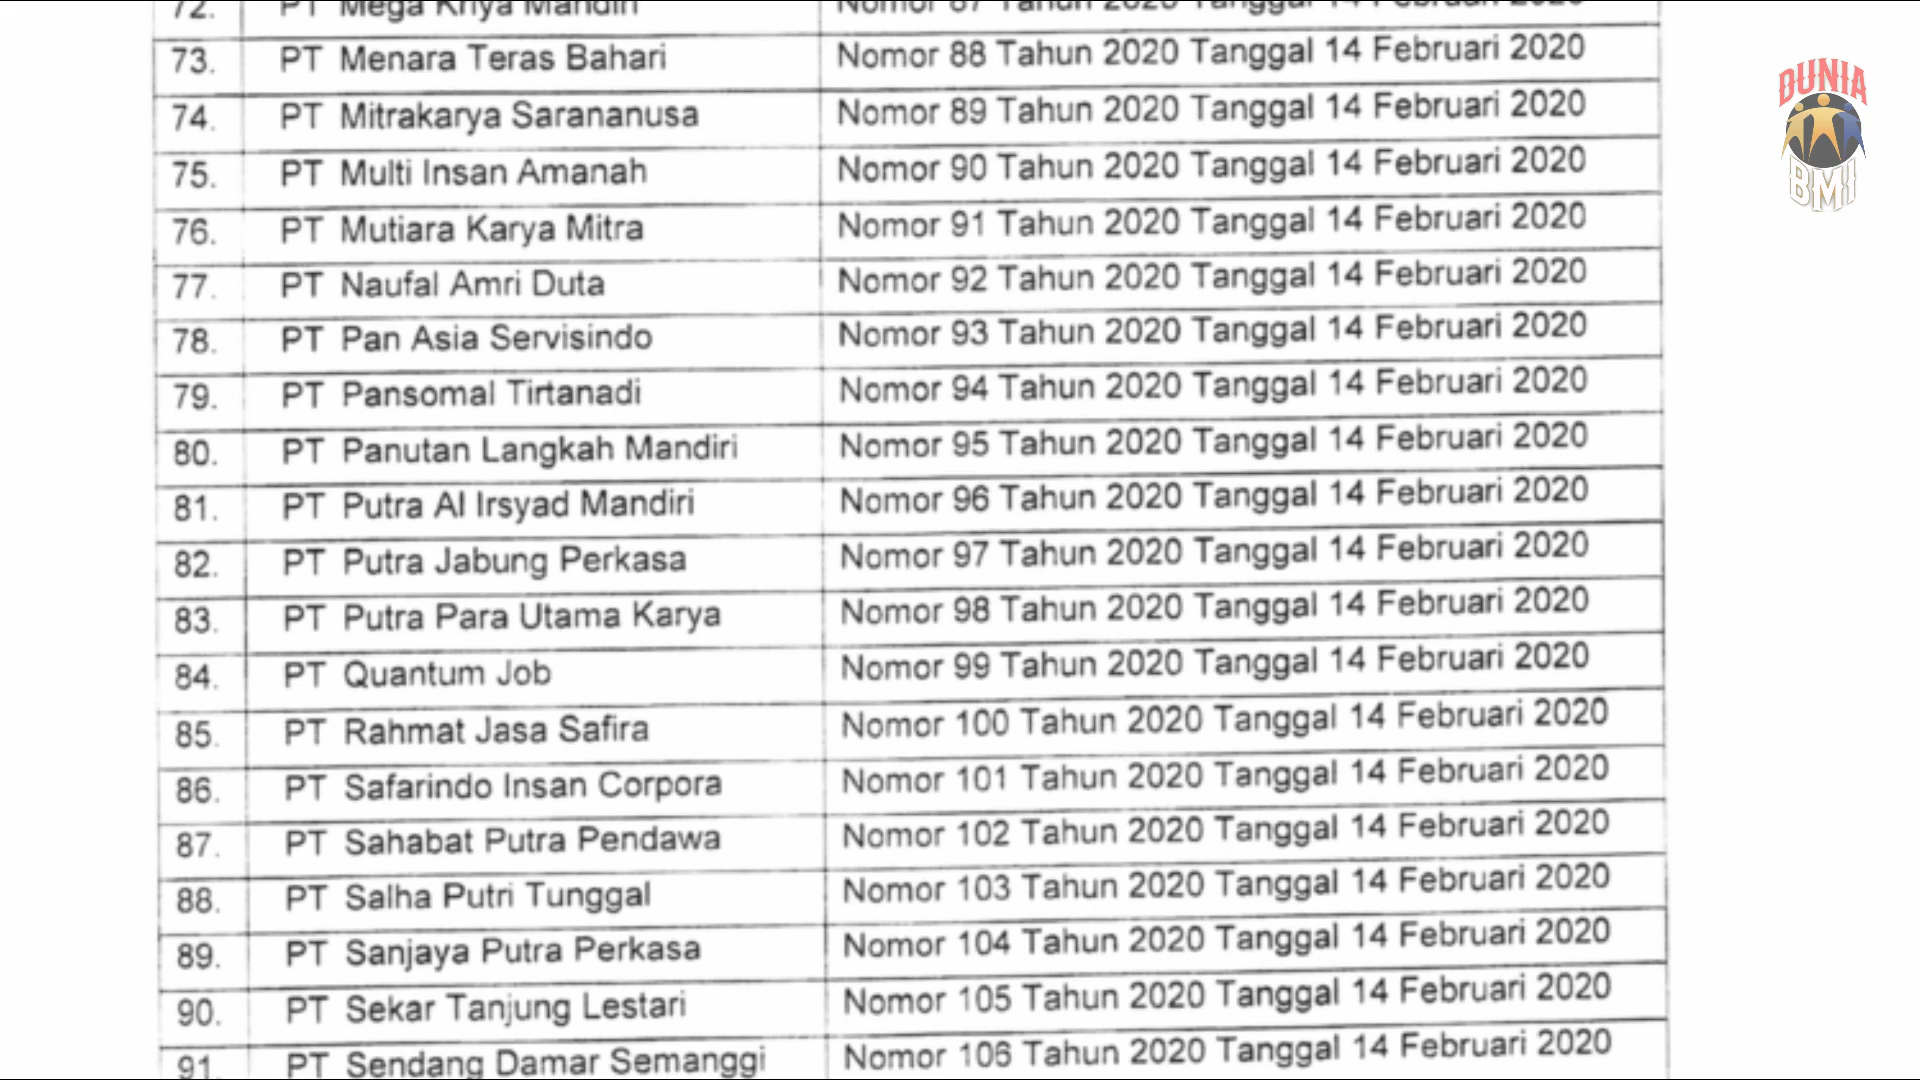 72. PT Mega Kriya Mandiri Nomor 87 Tahun 2020 Tanggal 14 Februari 2020
73. PT Menara Teras Bahari Nomor 88 Tahun 2020 Tanggal 14 Februari 2020
74. PT Mitrakarya Sarananusa Nomor 89 Tahun 2020 Tanggal 14 Februari 2020
75. PT Multi Insan Amanah Nomor 90 Tahun 2020 Tanggal 14 Februari 2020
76. PT Mutiara Karya Mitra Nomor 91 Tahun 2020 Tanggal 14 Februari 2020
77. PT Naufal Amri Duta Nomor 92 Tahun 2020 Tanggal 14 Februari 2020
78. PT Pan Asia Servisindo Nomor 93 Tahun 2020 Tanggal 14 Februari 2020
79. PT Pansomal Tirtanadi Nomor 94 Tahun 2020 Tanggal 14 Februari 2020
80. PT Panutan Langkah Mandiri Nomor 95 Tahun 2020 Tanggal 14 Februari 2020
81. PT Putra Al Irsyad Mandiri Nomor 96 Tahun 2020 Tanggal 14 Februari 2020
82. PT Putra Jabung Perkasa Nomor 97 Tahun 2020 Tanggal 14 Februari 2020
83. PT Putra Para Utama Karya Nomor 98 Tahun 2020 Tanggal 14 Februari 2020
84. PT Quantum Job Nomor 99 Tahun 2020 Tanggal 14 Februari 2020
85. PT Rahmat Jasa Safira Nomor 100 Tahun 2020 Tanggal 14 Februari 2020
86. PT Safarindo Insan Corpora Nomor 101 Tahun 2020 Tanggal 14 Februari 2020
87. PT Sahabat Putra Pendawa Nomor 102 Tahun 2020 Tanggal 14 Februari 2020
88. PT Salha Putri Tunggal Nomor 103 Tahun 2020 Tanggal 14 Februari 2020
89. PT Sanjaya Putra Perkasa Nomor 104 Tahun 2020 Tanggal 14 Februari 2020
90. PT Sekar Tanjung Lestari Nomor 105 Tahun 2020 Tanggal 14 Februari 2020
91. PT Sendang Damar Semanggi Nomor 106 Tahun 2020 Tanggal 14 Februari 2020
DUNIA
BMI